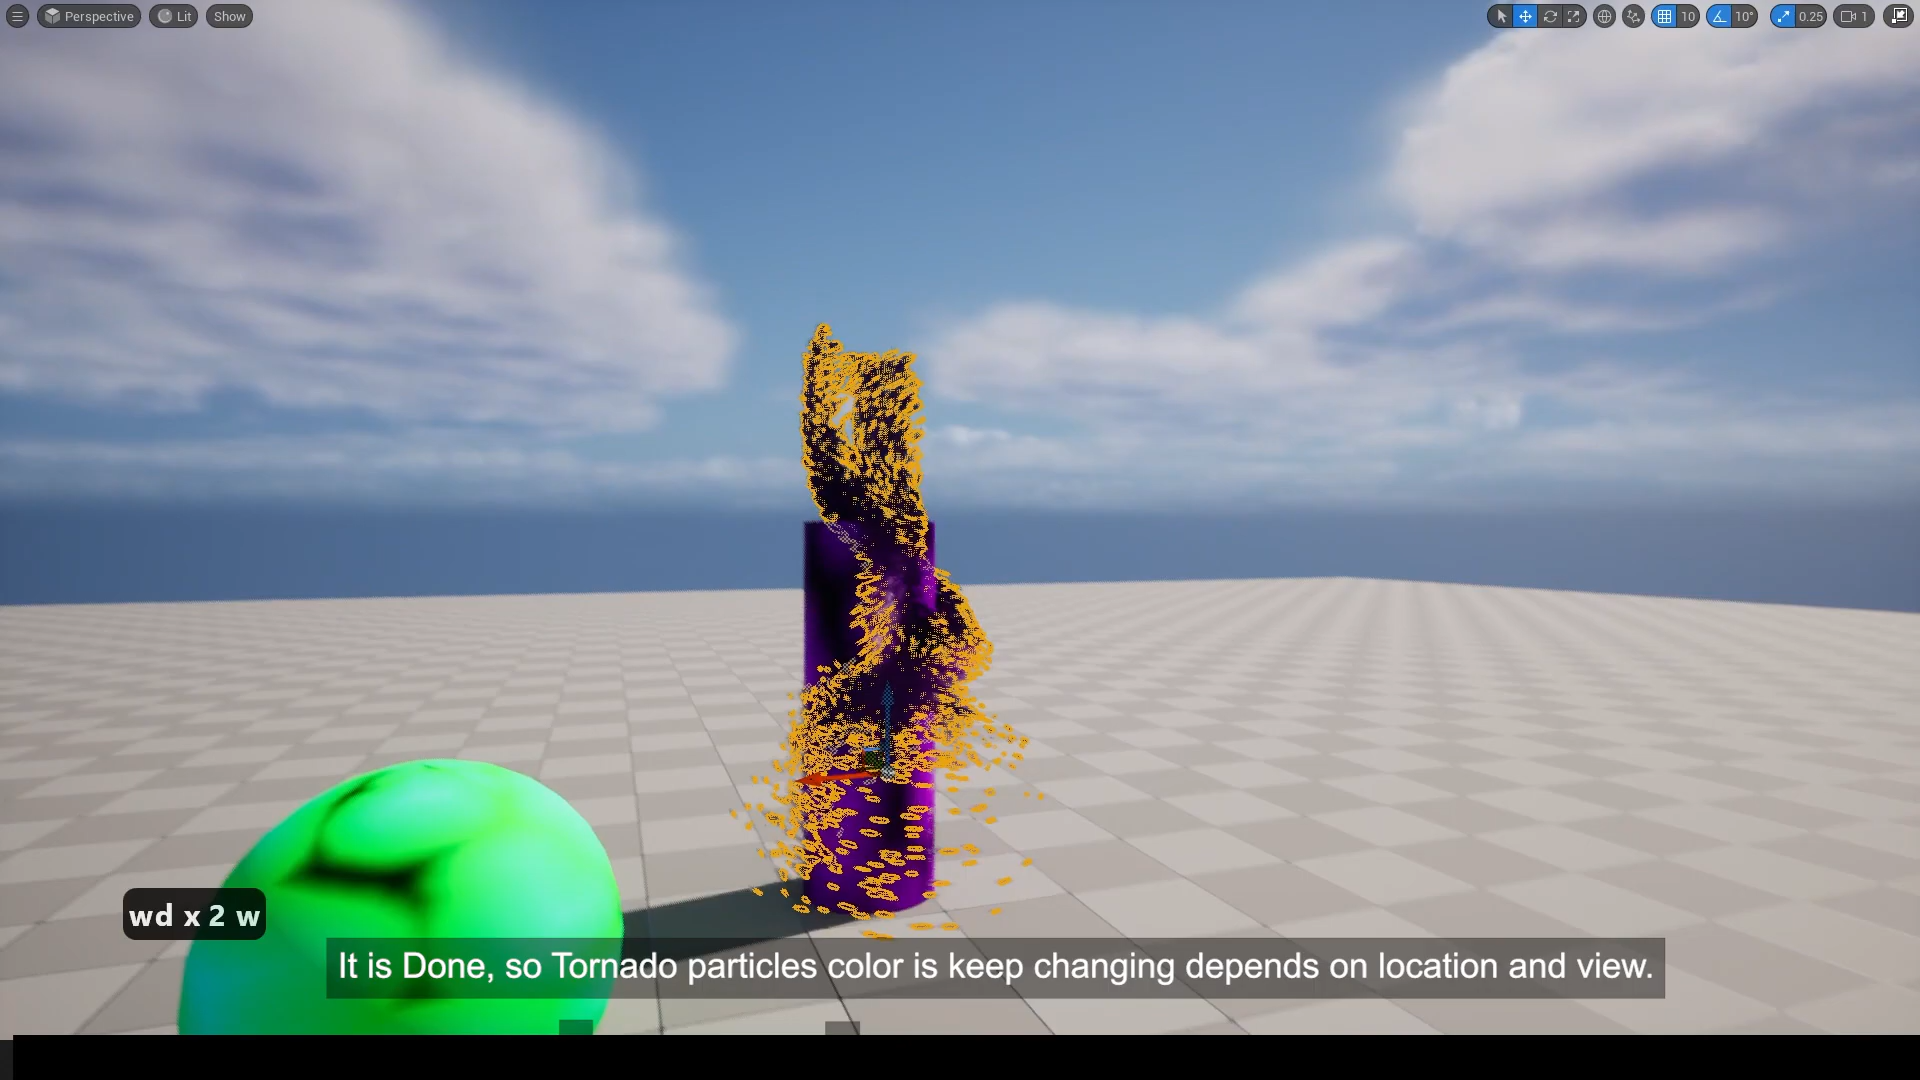 Perspective
Lit
Show
10
10°
0.25
1
wd x 2 w
It is Done, so Tornado particles color is keep changing depends on location and view.